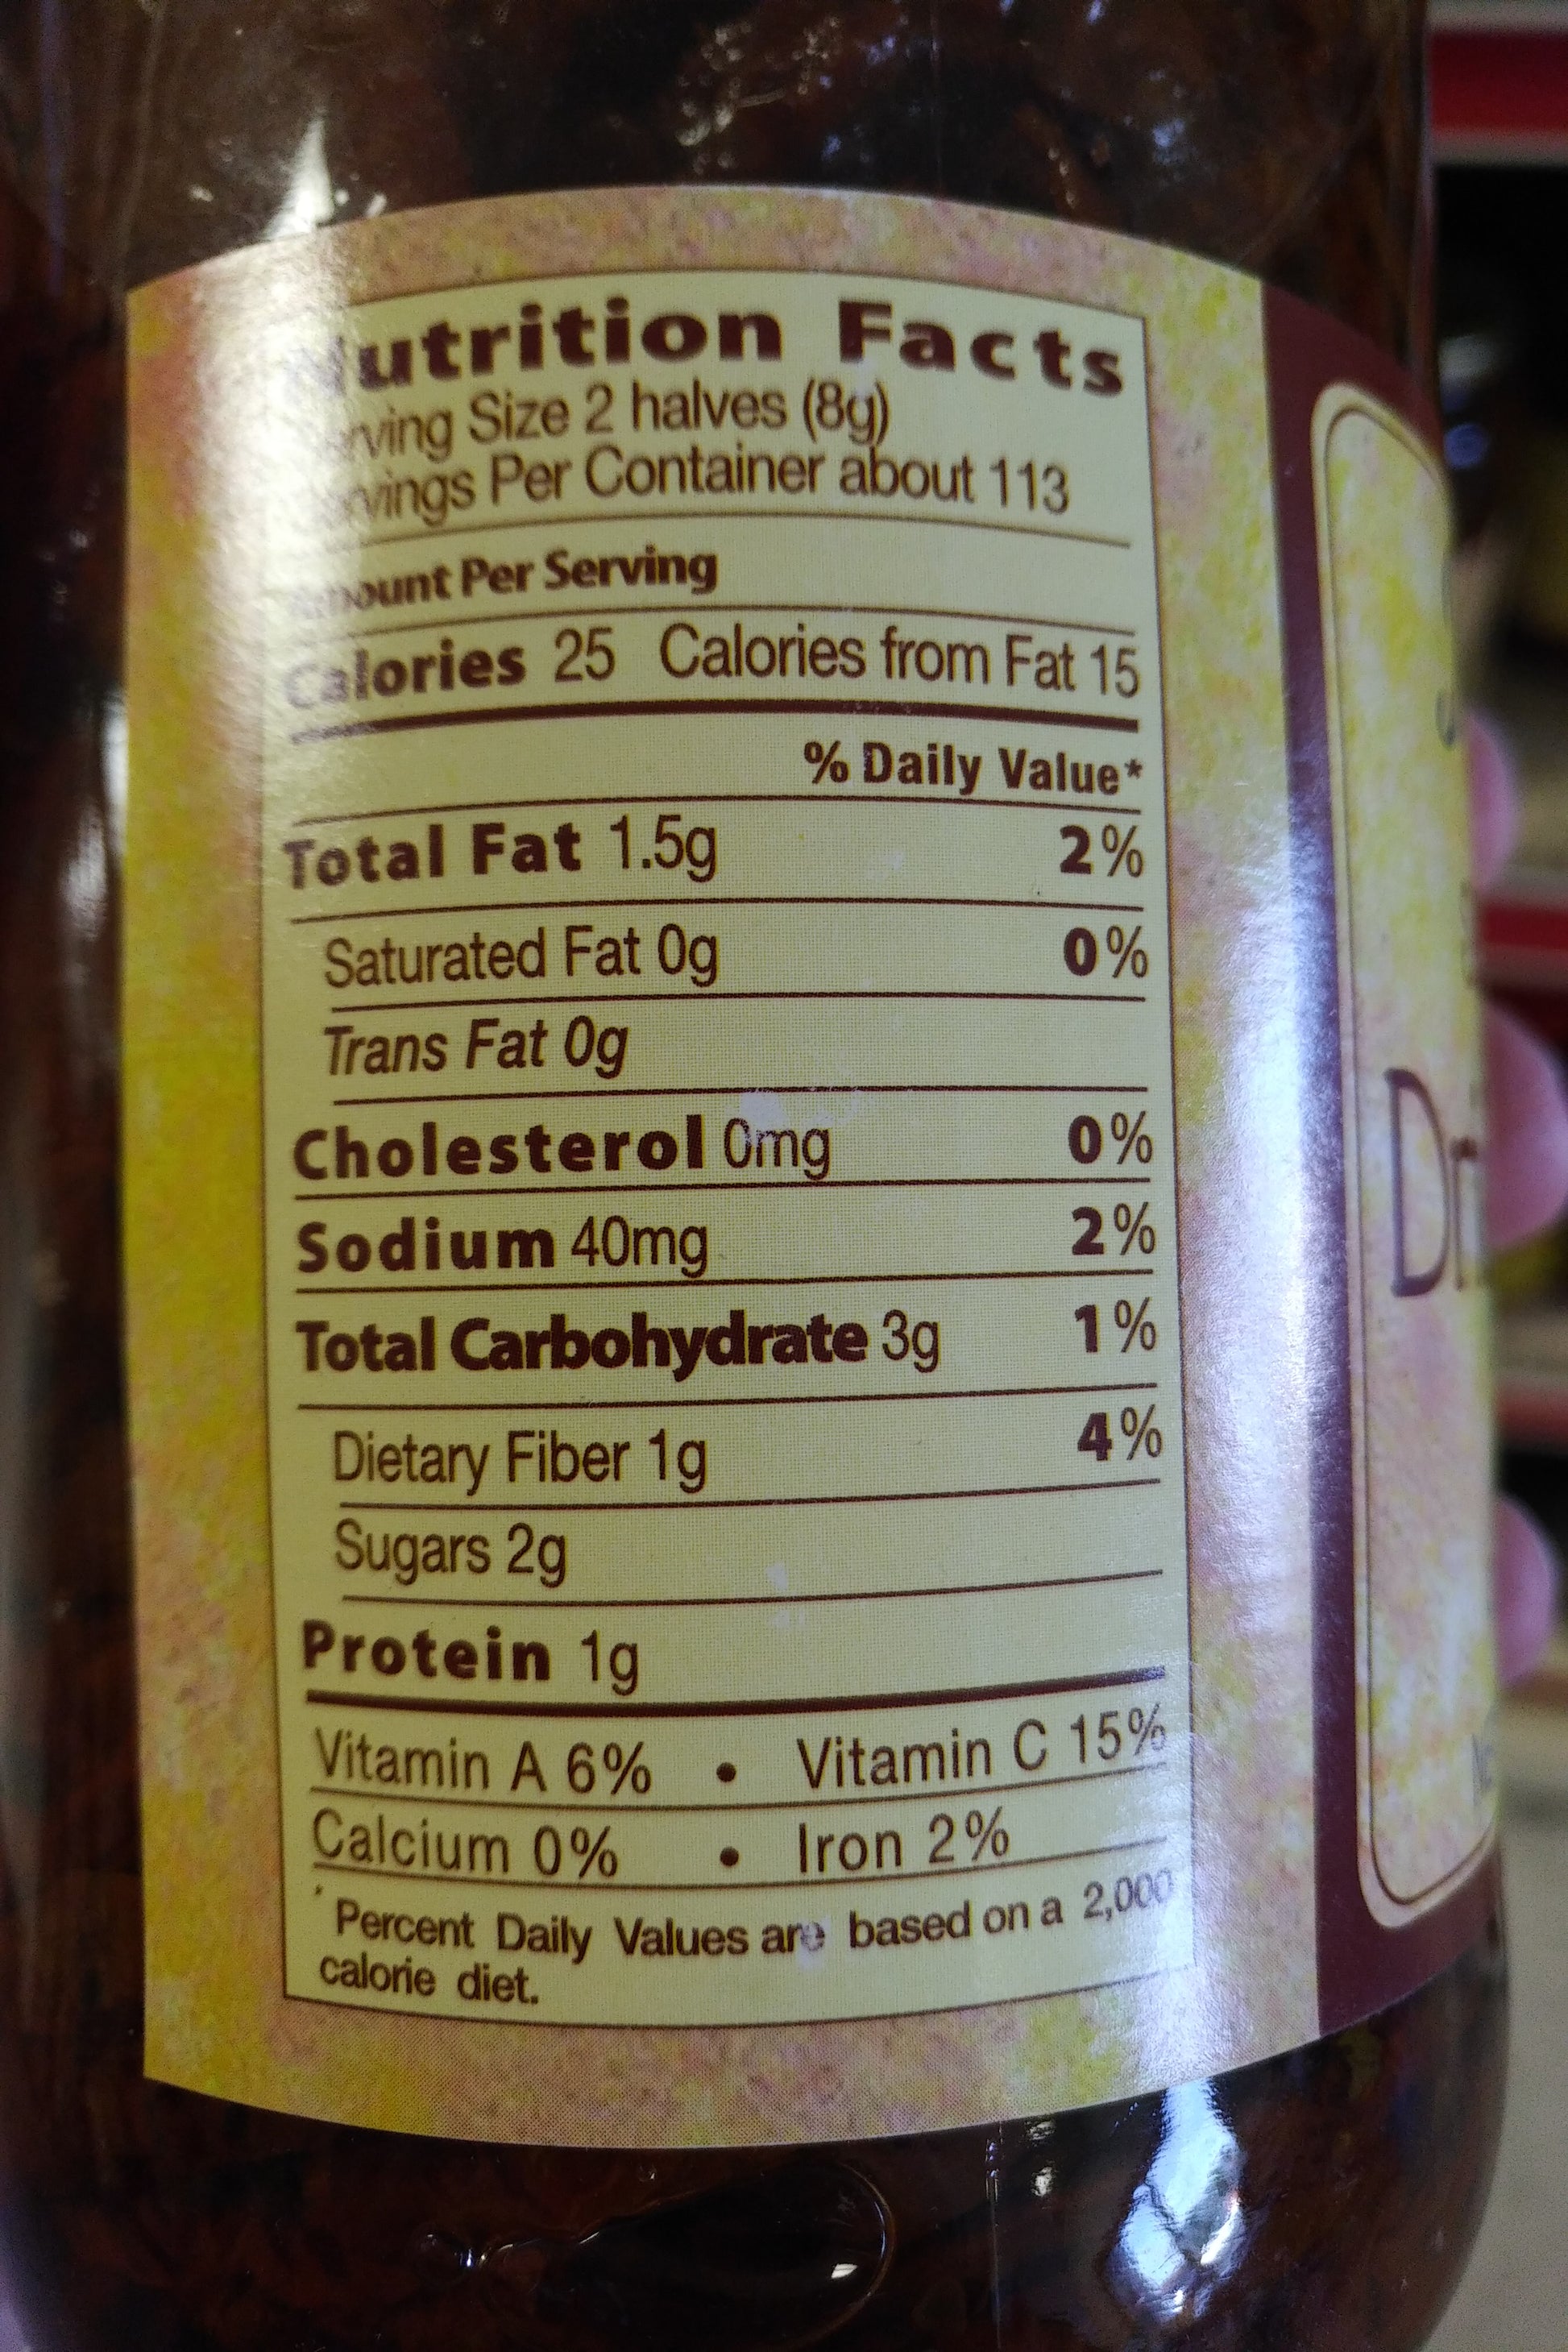 Nutrition Facts
Serving Size 2 halves (8g)
Servings Per Container about 113
Amount Per Serving
Calories 25 Calories from Fat 15
% Daily Value*
Total Fat 1.5g 2%
Saturated Fat 0g 0%
Trans Fat 0g
Cholesterol 0mg 0%
Sodium 40mg 2%
Total Carbohydrate 3g 1%
Dietary Fiber 1g 4%
Sugars 2g
Protein 1g
Vitamin A 6% • Vitamin C 15%
Calcium 0% • Iron 2%
* Percent Daily Values are based on a 2,000
calorie diet.